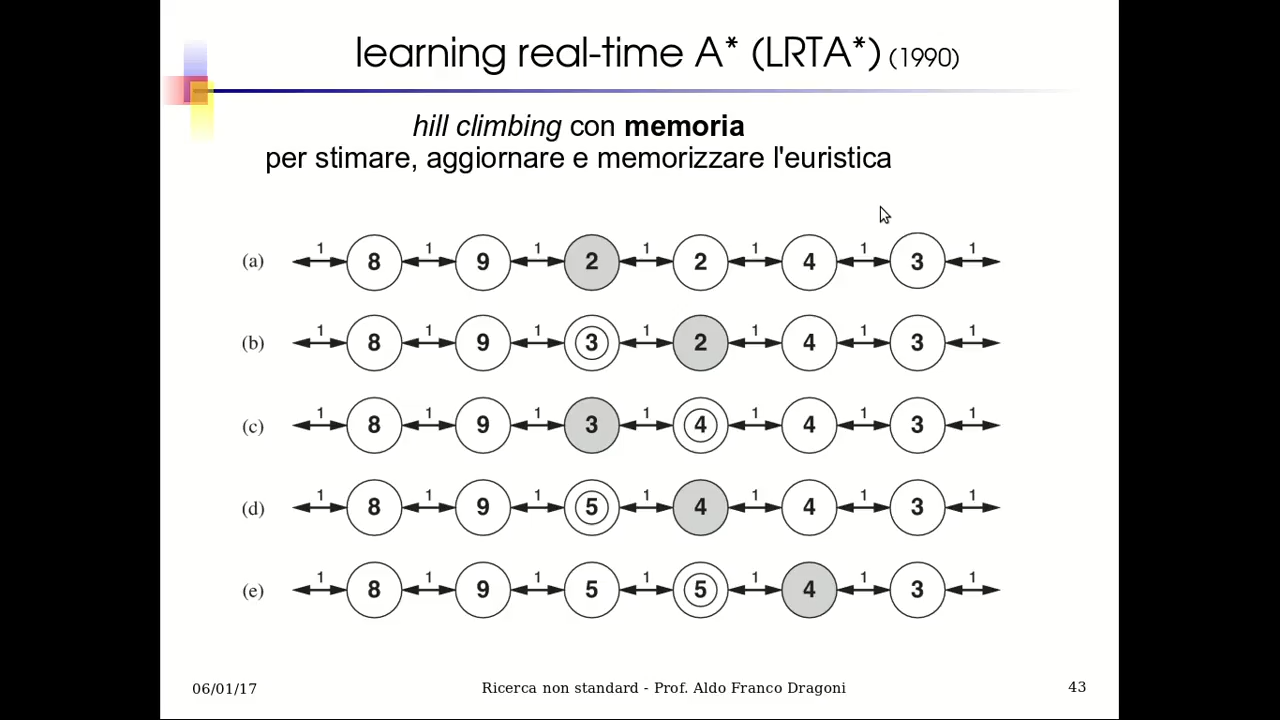 learning real-time A* (LRTA*) (1990)
hill climbing con memoria
per stimare, aggiornare e memorizzare l'euristica
1 1 1 1 1 1 1
(a) 8 9 2 2 4 3
1 1 1 1 1 1 1
(b) 8 9 3 2 4 3
1 1 1 1 1 1 1
(c) 8 9 3 4 4 3
1 1 1 1 1 1 1
(d) 8 9 5 4 4 3
1 1 1 1 1 1 1
(e) 8 9 5 5 4 3
06/01/17 Ricerca non standard - Prof. Aldo Franco Dragoni 43